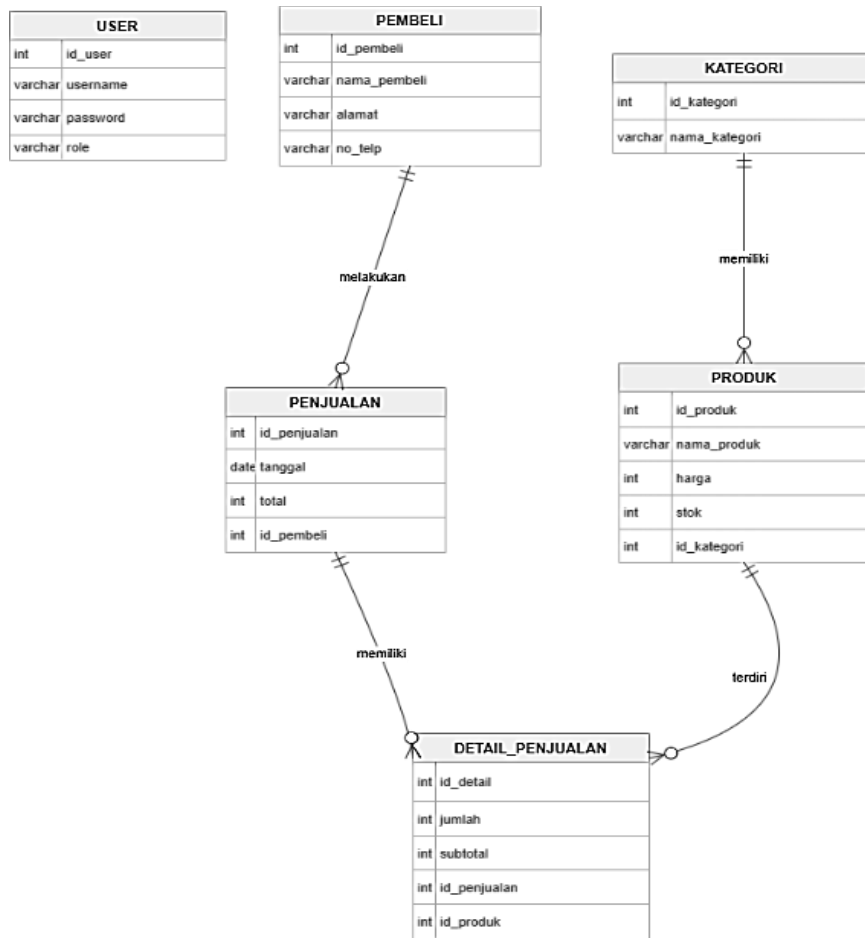 USER
int id_user
varchar username
varchar password
varchar role
PEMBELI
int id_pembeli
varchar nama_pembeli
varchar alamat
varchar no_telp
KATEGORI
int id_kategori
varchar nama_kategori
melakukan
memiliki
PENJUALAN
int id_penjualan
date tanggal
int total
int id_pembeli
PRODUK
int id_produk
varchar nama_produk
int harga
int stok
int id_kategori
memiliki
terdiri
DETAIL_PENJUALAN
int id_detail
int jumlah
int subtotal
int id_penjualan
int id_produk